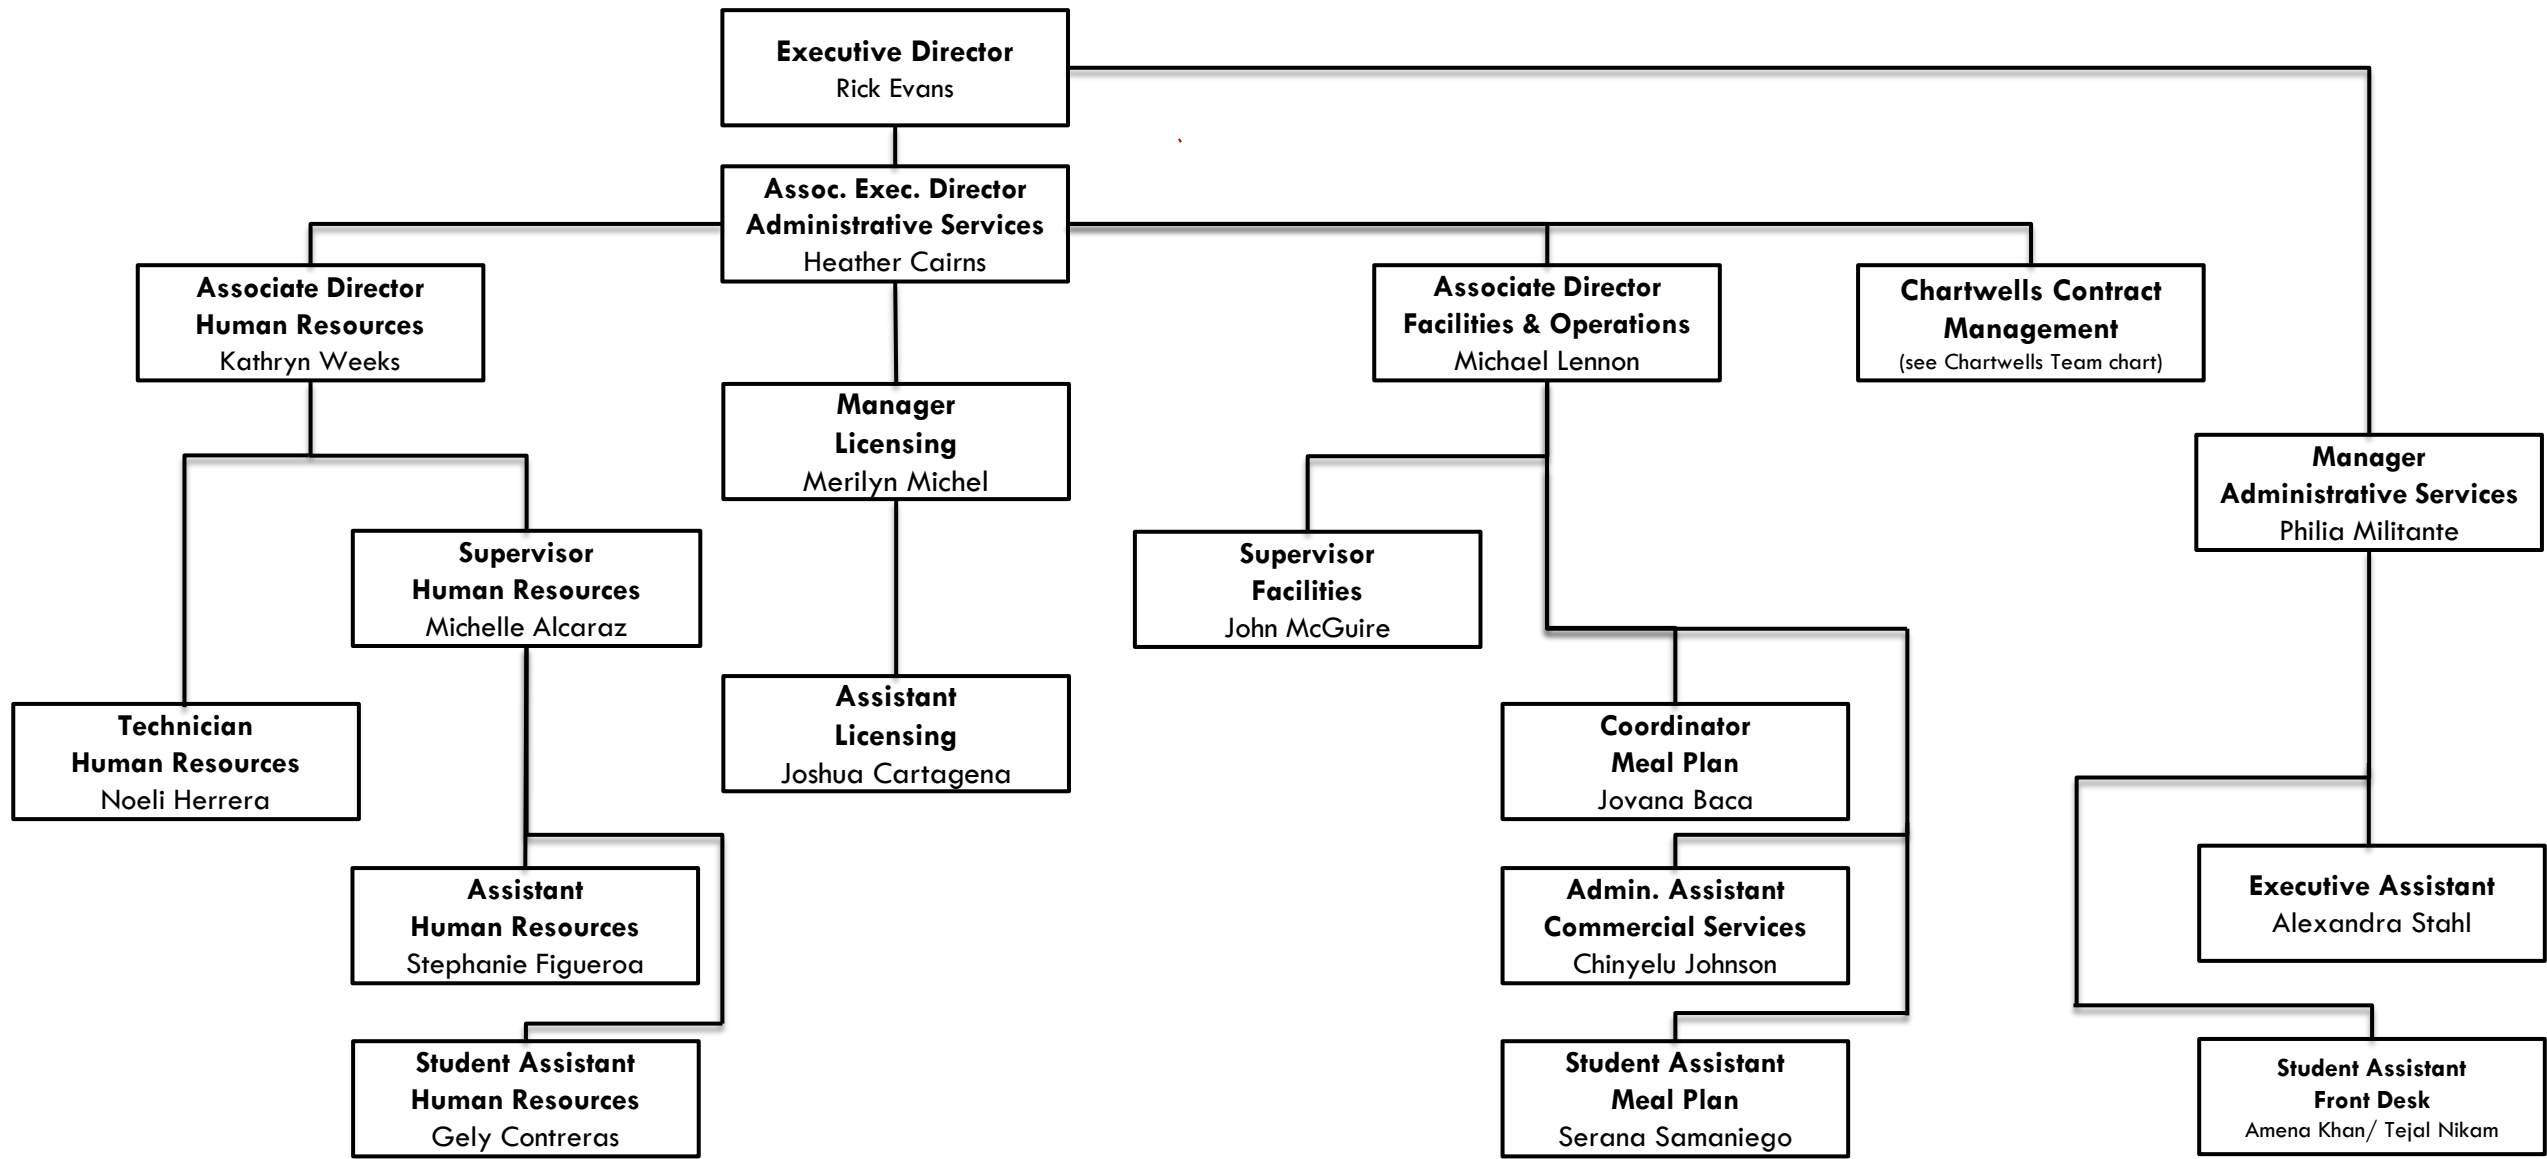 Executive Director
Rick Evans
Assoc. Exec. Director
Administrative Services
Heather Cairns
Associate Director
Human Resources
Kathryn Weeks
Associate Director
Facilities & Operations
Michael Lennon
Chartwells Contract
Management
(see Chartwells Team chart)
Manager
Licensing
Merilyn Michel
Manager
Administrative Services
Philia Militante
Supervisor
Human Resources
Michelle Alcaraz
Supervisor
Facilities
John McGuire
Assistant
Licensing
Joshua Cartagena
Technician
Human Resources
Noeli Herrera
Coordinator
Meal Plan
Jovana Baca
Executive Assistant
Alexandra Stahl
Assistant
Human Resources
Stephanie Figueroa
Admin. Assistant
Commercial Services
Chinyelu Johnson
Student Assistant
Human Resources
Gely Contreras
Student Assistant
Meal Plan
Serana Samaniego
Student Assistant
Front Desk
Amena Khan/ Tejal Nikam